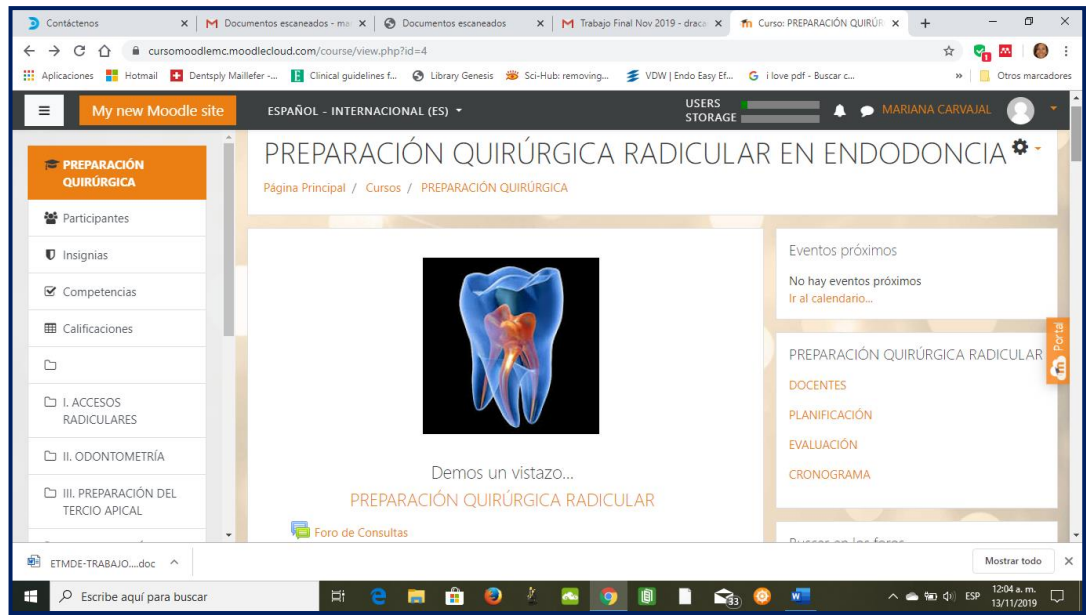 Contáctenos
Documentos escaneados - ma
Documentos escaneados
Trabajo Final Nov 2019 - draca
Curso: PREPARACIÓN QUIRÚR
cursomoodlemc.moodlecloud.com/course/view.php?id=4
Aplicaciones
Hotmail
Dentsply Maillefer -...
Clinical guidelines f...
Library Genesis
Sci-Hub: removing...
VDW | Endo Easy Ef...
i love pdf - Buscar c...
»
Otros marcadores
My new Moodle site
ESPAÑOL - INTERNACIONAL (ES)
USERS
STORAGE
MARIANA CARVAJAL
PREPARACIÓN
QUIRÚRGICA
Participantes
Insignias
Competencias
Calificaciones
I. ACCESOS
RADICULARES
II. ODONTOMETRÍA
III. PREPARACIÓN DEL
TERCIO APICAL
PREPARACIÓN QUIRÚRGICA RADICULAR EN ENDODONCIA
Página Principal / Cursos / PREPARACIÓN QUIRÚRGICA
Demos un vistazo...
PREPARACIÓN QUIRÚRGICA RADICULAR
Foro de Consultas
Eventos próximos
No hay eventos próximos
Ir al calendario...
Portal
PREPARACIÓN QUIRÚRGICA RADICULAR
DOCENTES
PLANIFICACIÓN
EVALUACIÓN
CRONOGRAMA
Buscar en los foros
ETMDE-TRABAJO....doc
Mostrar todo
Escribe aquí para buscar
33
ESP
12:04 a. m.
13/11/2019